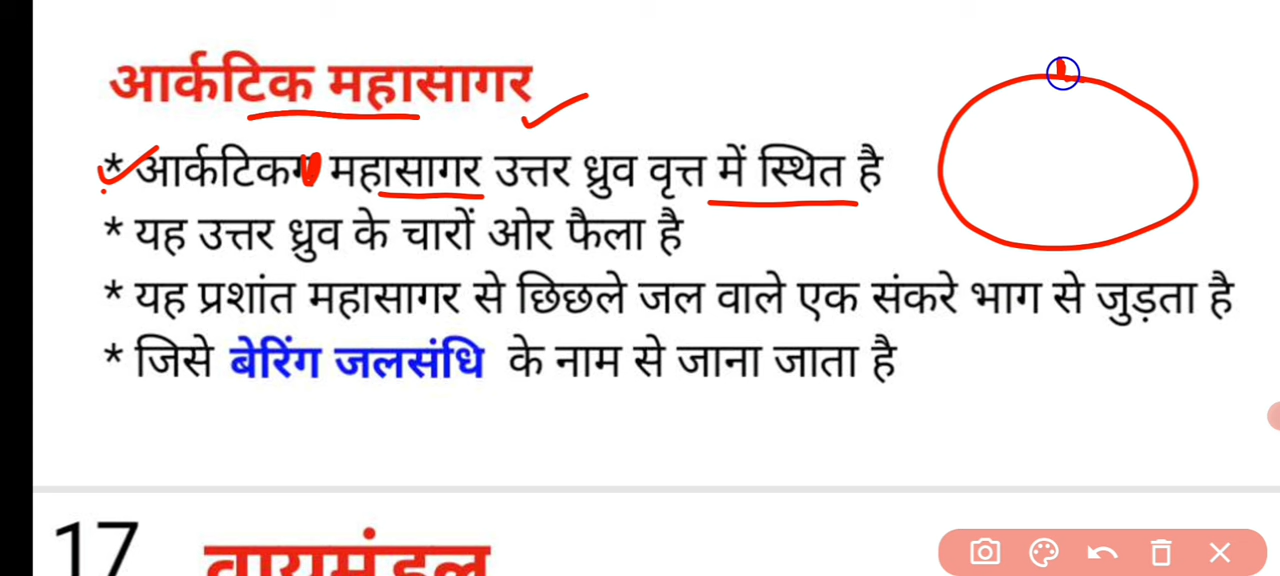 आर्कटिक महासागर
* आर्कटिक महासागर उत्तर ध्रुव वृत्त में स्थित है
* यह उत्तर ध्रुव के चारों ओर फैला है
* यह प्रशांत महासागर से छिछले जल वाले एक संकरे भाग से जुड़ता है
* जिसे बेरिंग जलसंधि के नाम से जाना जाता है
17 वायुमंडल